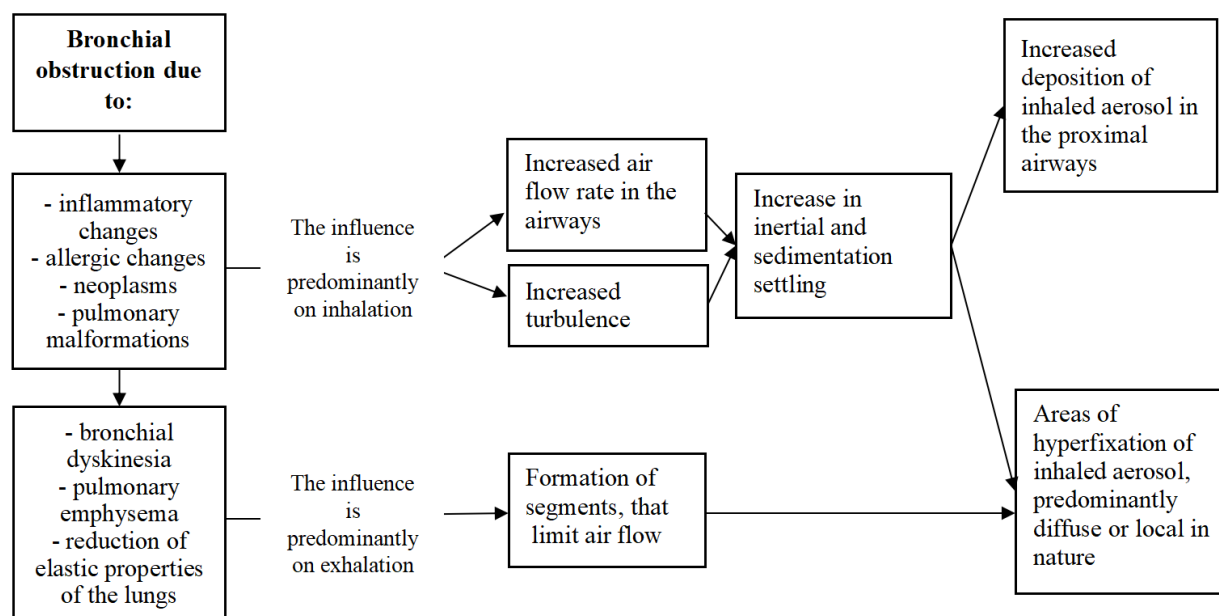 Bronchial
obstruction due
to:
- inflammatory
changes
- allergic changes
- neoplasms
- pulmonary
malformations
The influence
is
predominantly
on inhalation
Increased air
flow rate in the
airways
Increased
turbulence
Increase in
inertial and
sedimentation
settling
Increased
deposition of
inhaled aerosol in
the proximal
airways
- bronchial
dyskinesia
- pulmonary
emphysema
- reduction of
elastic properties
of the lungs
The influence
is
predominantly
on exhalation
Formation of
segments, that
limit air flow
Areas of
hyperfixation of
inhaled aerosol,
predominantly
diffuse or local in
nature